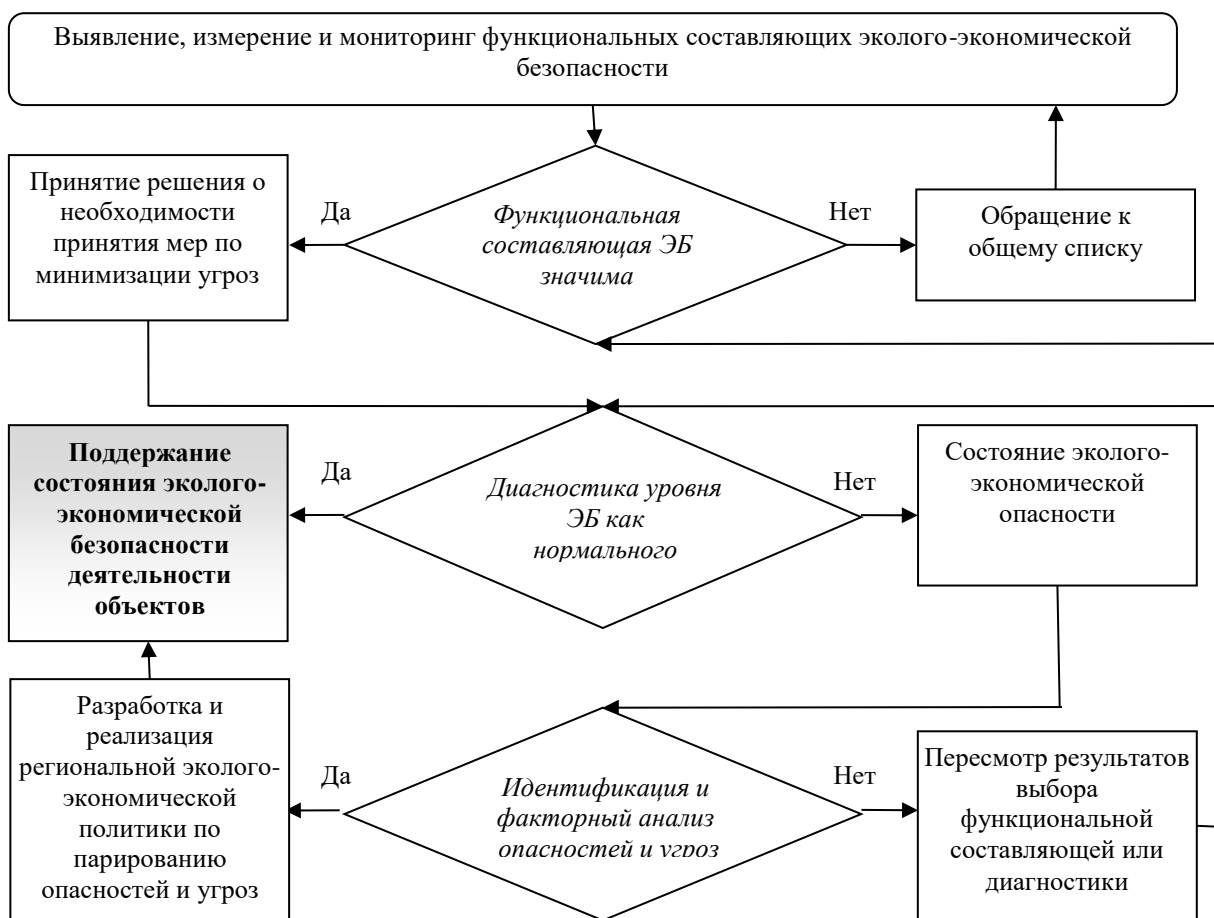 Выявление, измерение и мониторинг функциональных составляющих эколого-экономической
безопасности
Принятие решения о
необходимости
принятия мер по
минимизации угроз
Да
Функциональная
составляющая ЭБ
значима
Нет
Обращение к
общему списку
Поддержание
состояния эколого-
экономической
безопасности
деятельности
объектов
Да
Диагностика уровня
ЭБ как
нормального
Нет
Состояние эколого-
экономической
опасности
Разработка и
реализация
региональной эколого-
экономической
политики по
парированию
опасностей и угроз
Да
Идентификация и
факторный анализ
опасностей и угроз
Нет
Пересмотр результатов
выбора
функциональной
составляющей или
диагностики